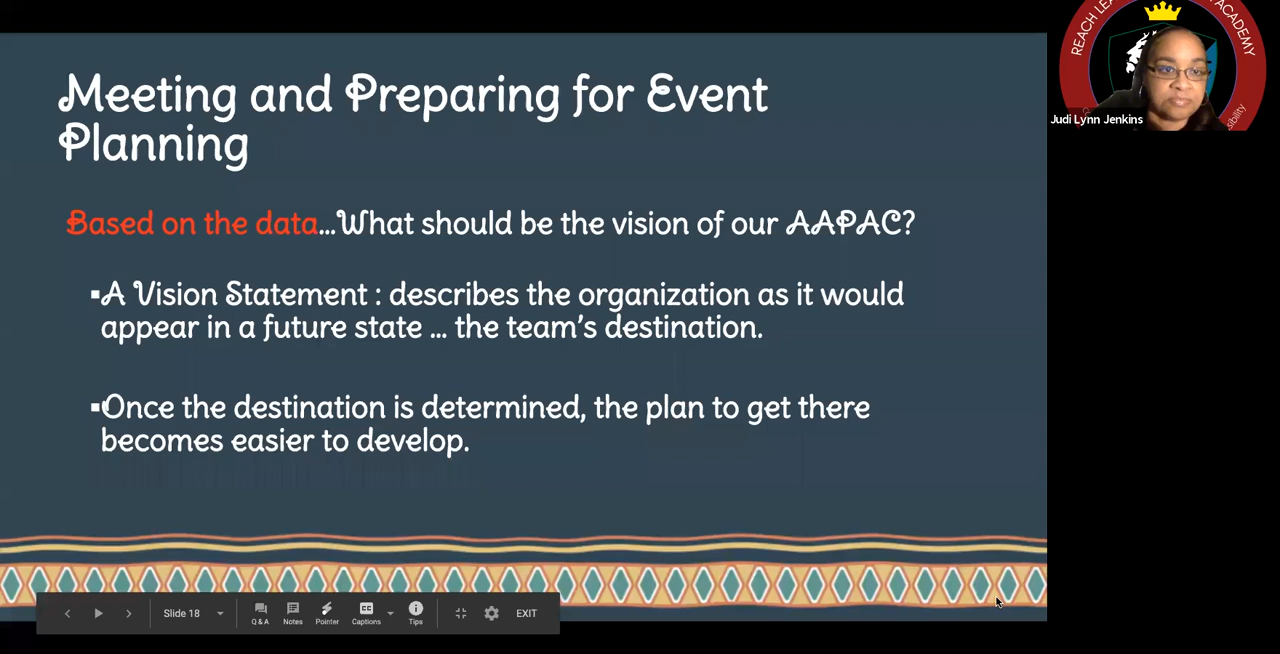 Meeting and Preparing for Event
Planning
Based on the data...What should be the vision of our AAPAC?
▪A Vision Statement : describes the organization as it would
appear in a future state ... the team's destination.
▪Once the destination is determined, the plan to get there
becomes easier to develop.
REACH
ACADEMY
Judi Lynn Jenkins
Slide 18
Q & A
Notes
Pointer
CC
Captions
Tips
EXIT